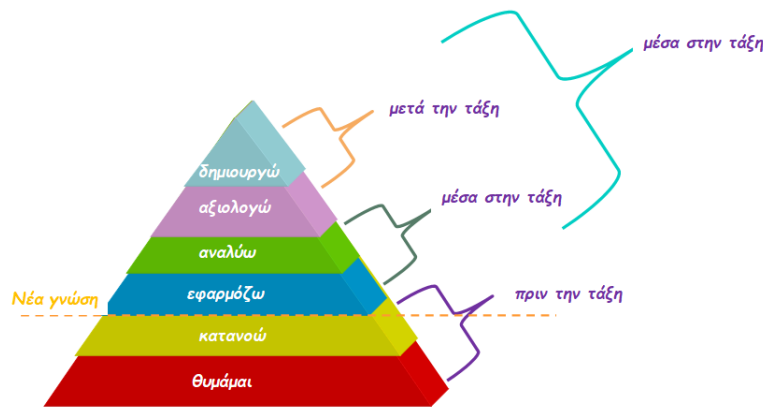 μέσα στην τάξη
μετά την τάξη
δημιουργώ
αξιολογώ
μέσα στην τάξη
αναλύω
Νέα γνώση
εφαρμόζω
πριν την τάξη
κατανοώ
θυμάμαι